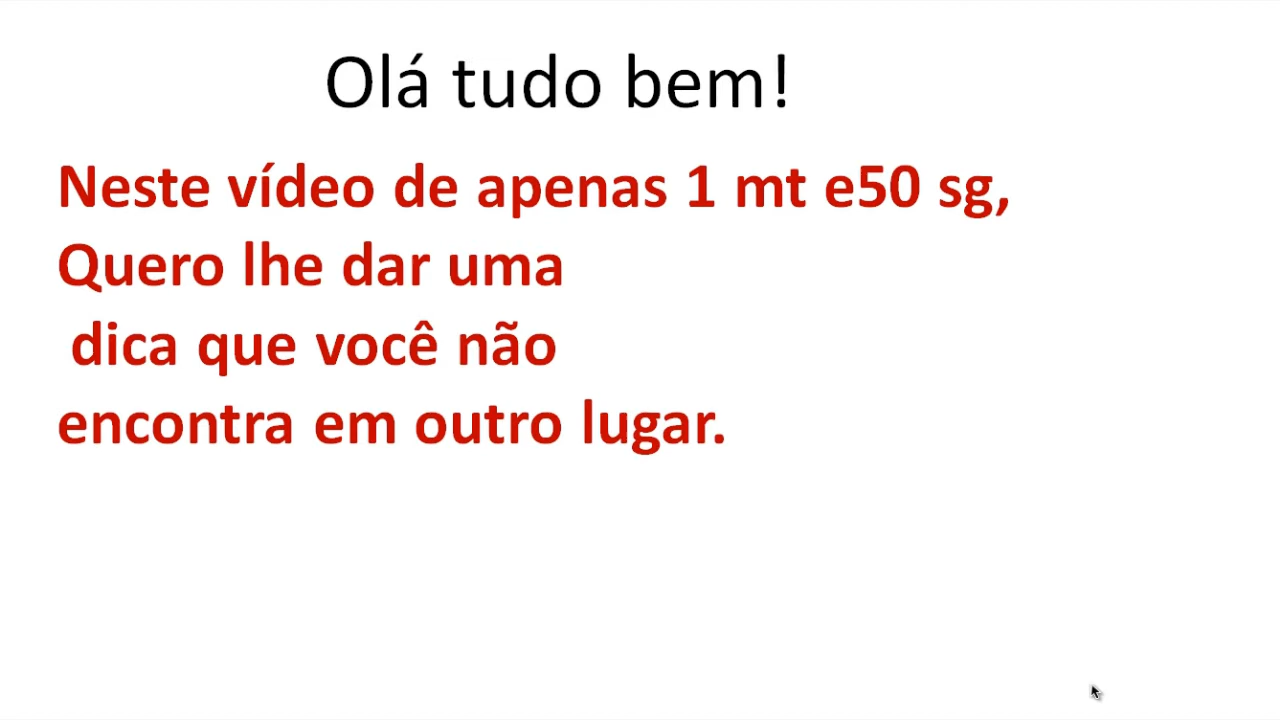 Olá tudo bem!
Neste vídeo de apenas 1 mt e50 sg,
Quero lhe dar uma
dica que você não
encontra em outro lugar.